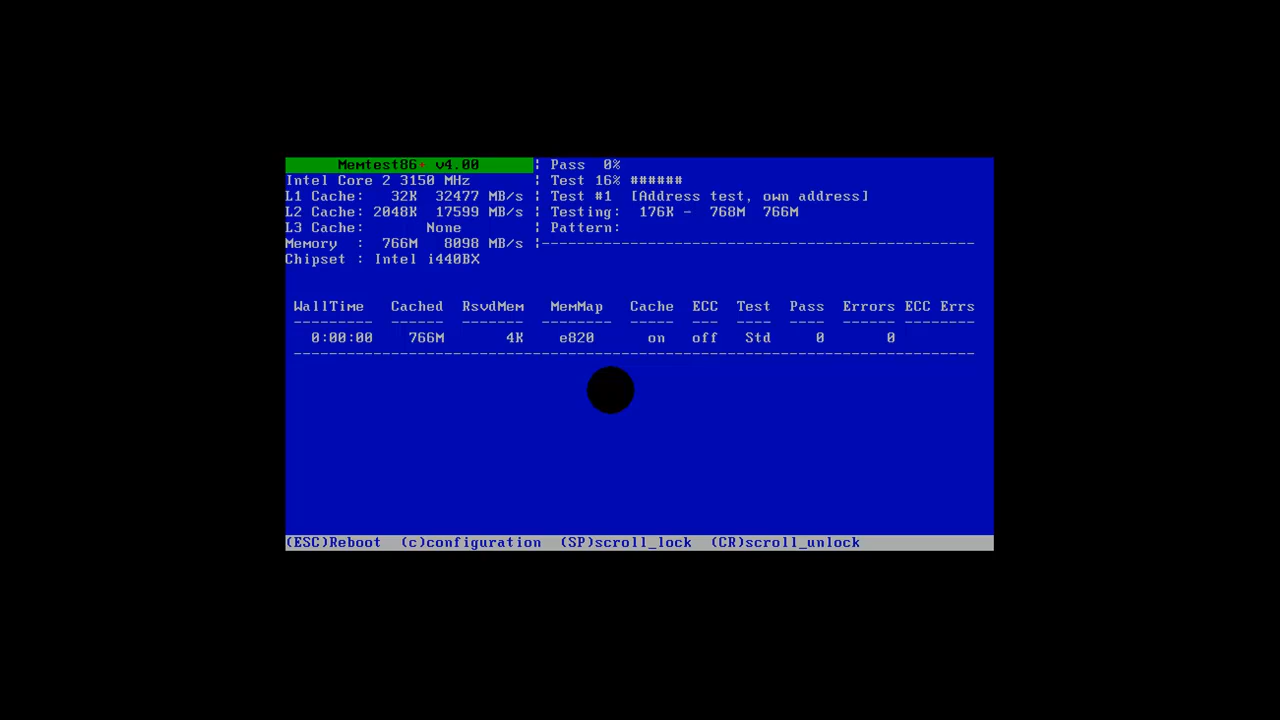 Memtest86+ v4.00 | Pass 0%
Intel Core 2 3150 MHz | Test 16% ######
L1 Cache: 32K 32477 MB/s | Test #1 [Address test, own address]
L2 Cache: 2048K 17599 MB/s | Testing: 176K - 768M 766M
L3 Cache: None | Pattern:
Memory : 766M 8098 MB/s |-------------------------------------------------
Chipset : Intel i440BX
WallTime Cached RsvdMem MemMap Cache ECC Test Pass Errors ECC Errs
--------- ------ ------- -------- ----- --- ---- ---- ------ --------
0:00:00 766M 4K e820 on off Std 0 0
-----------------------------------------------------------------------------
(ESC)Reboot (c)configuration (SP)scroll_lock (CR)scroll_unlock